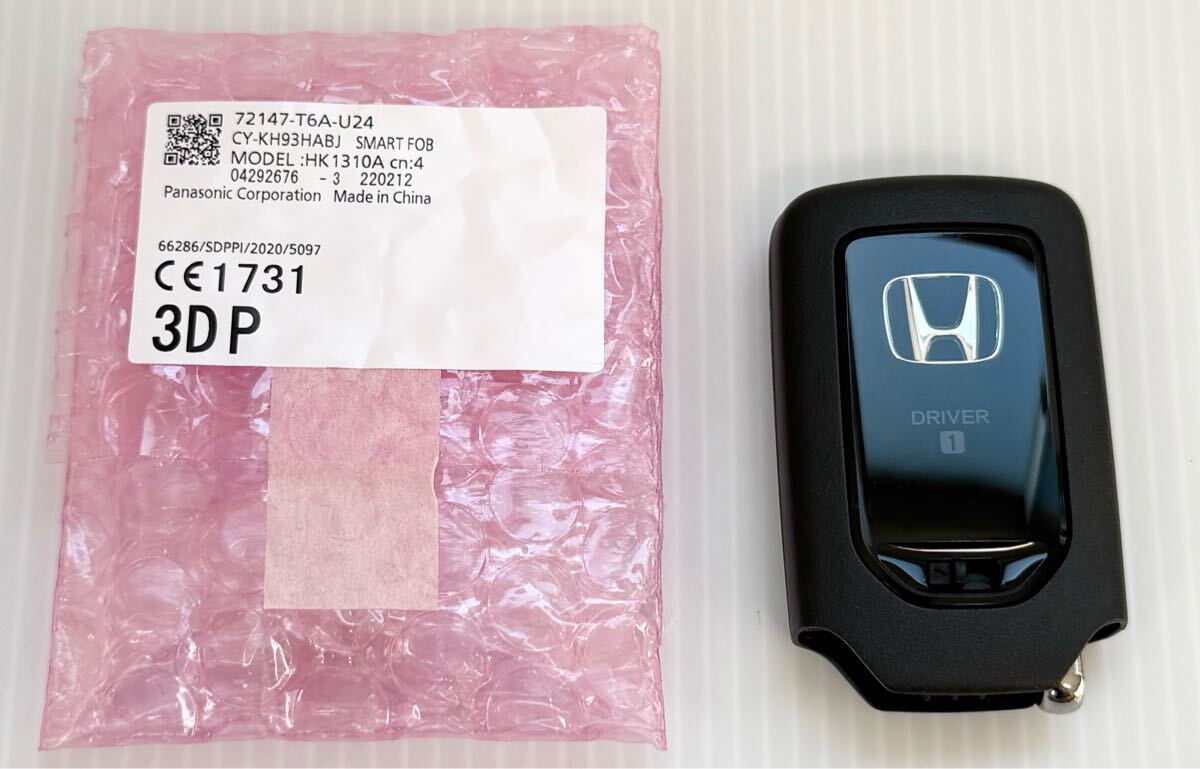 72147-T6A-U24
CY-KH93HABJ SMART FOB
MODEL :HK1310A cn:4
04292676 - 3 220212
Panasonic Corporation Made in China
66286/SDPPI/2020/5097
CE1731
3DP
DRIVER
1